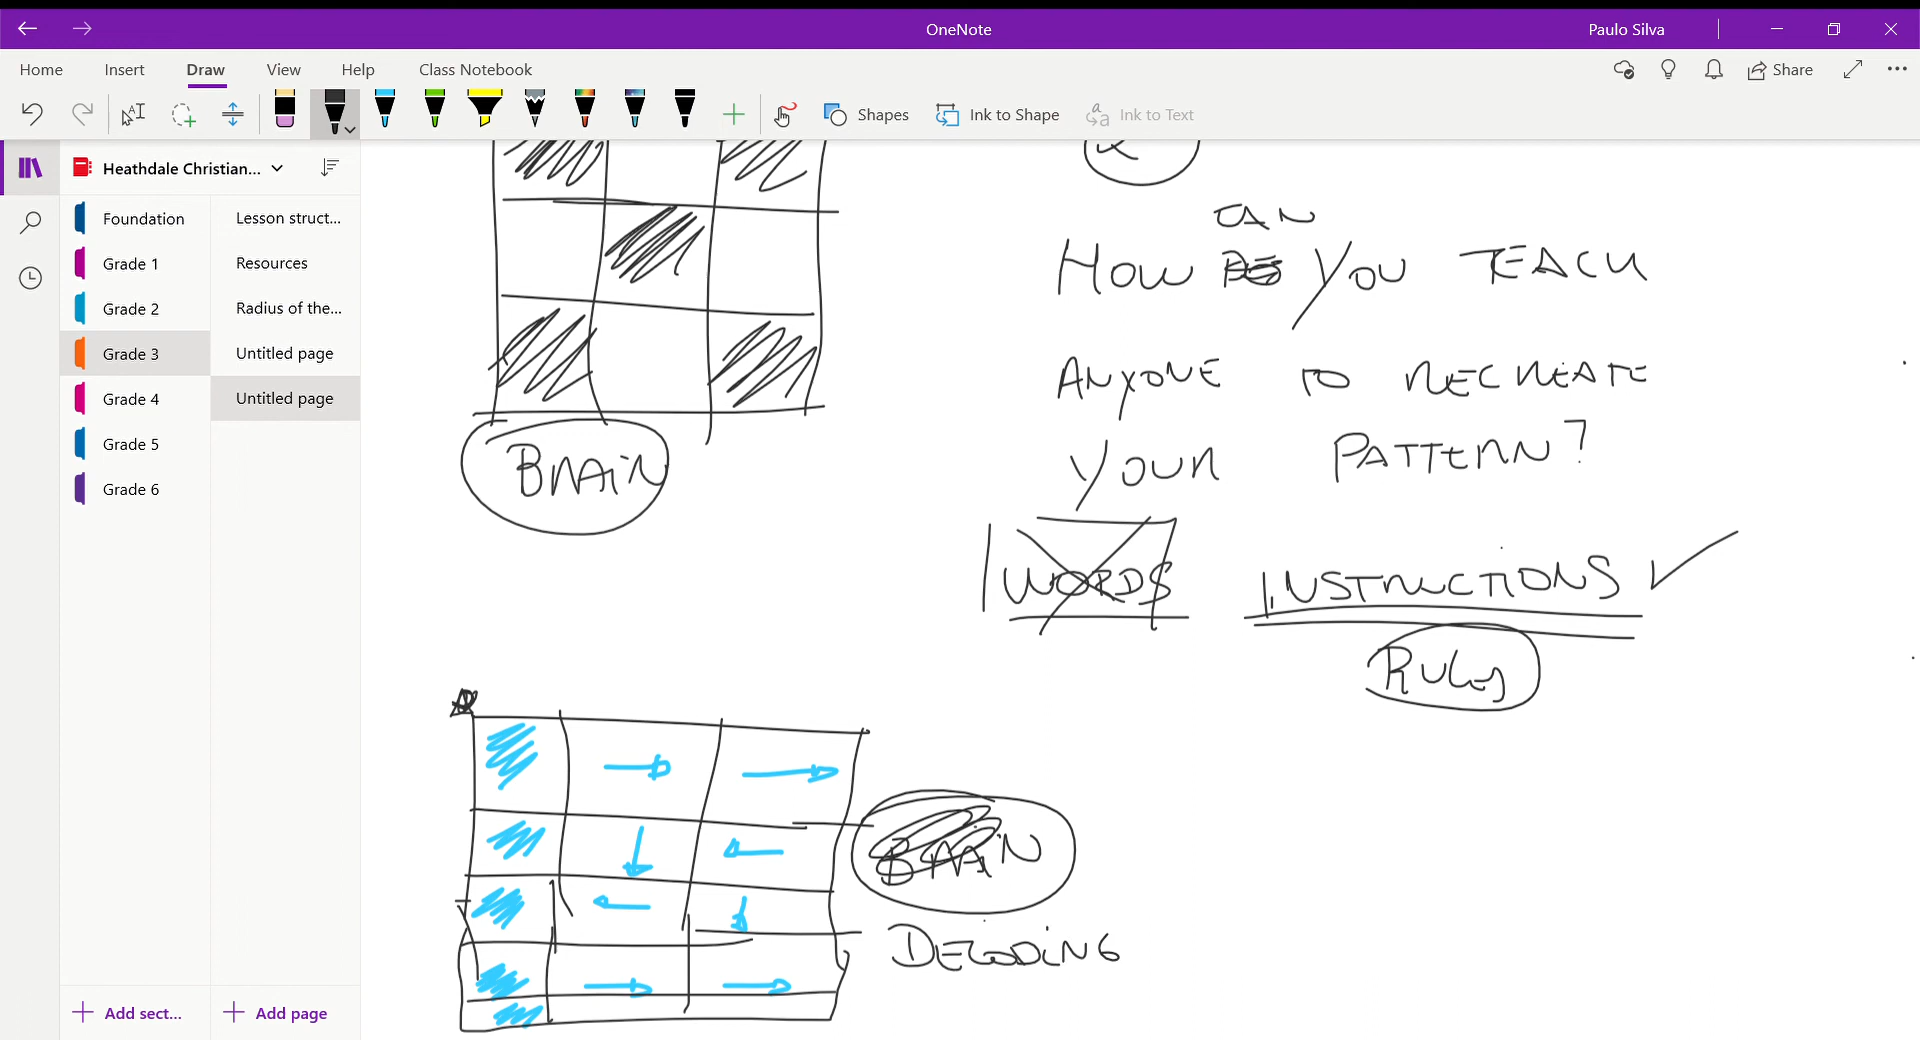 OneNote
Paulo Silva
Home Insert Draw View Help Class Notebook
Share
Shapes Ink to Shape Ink to Text
Heathdale Christian...
Foundation
Grade 1
Grade 2
Grade 3
Grade 4
Grade 5
Grade 6
Add sect...
Lesson struct...
Resources
Radius of the...
Untitled page
Untitled page
Add page
BRAIN
CAN
HOW YOU TEACH
ANYONE TO RECREATE
YOUR PATTERN?
WORDS INSTRUCTIONS
RULES
BRAIN
DECODING